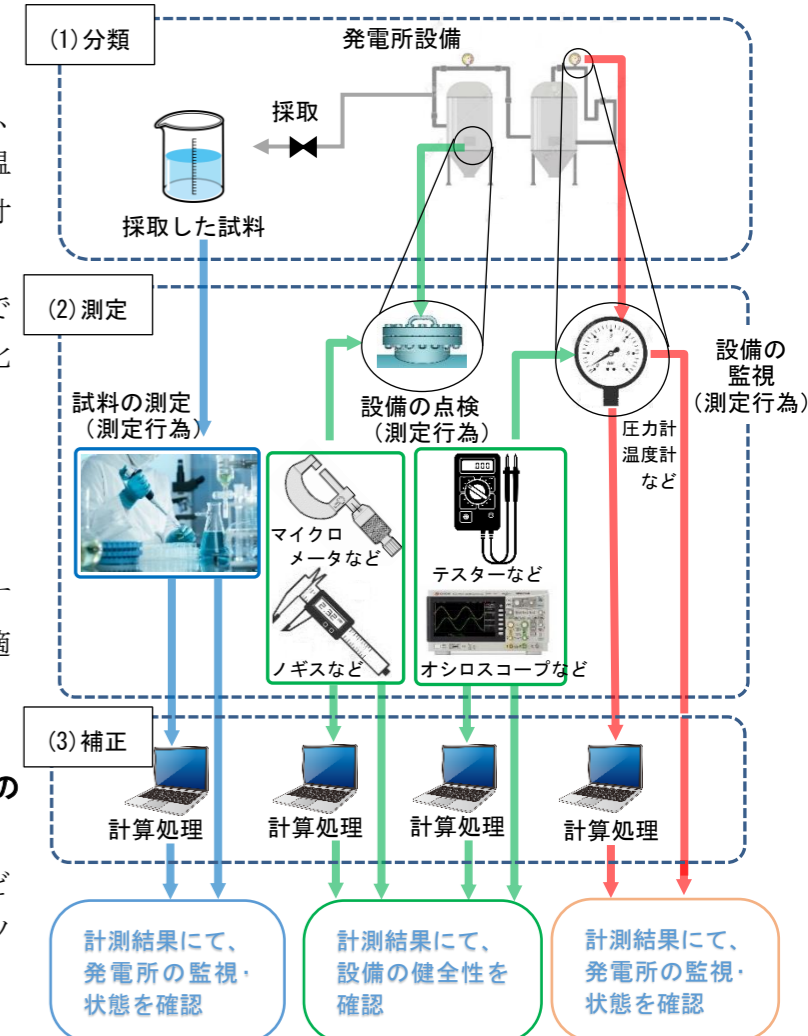 (1)分類
発電所設備
採取
採取した試料
、
温
寸
で
(2)測定
設備の
監視
(測定行為)
試料の測定
(測定行為)
設備の点検
(測定行為)
圧力計
温度計
など
マイクロ
メータなど
ノギスなど
000
テスターなど
オシロスコープなど
適
(3)補正
計算処理
計算処理
計算処理
計算処理
の
ど
計測結果にて、
発電所の監視・
状態を確認
計測結果にて、
設備の健全性を
確認
計測結果にて、
発電所の監視・
状態を確認